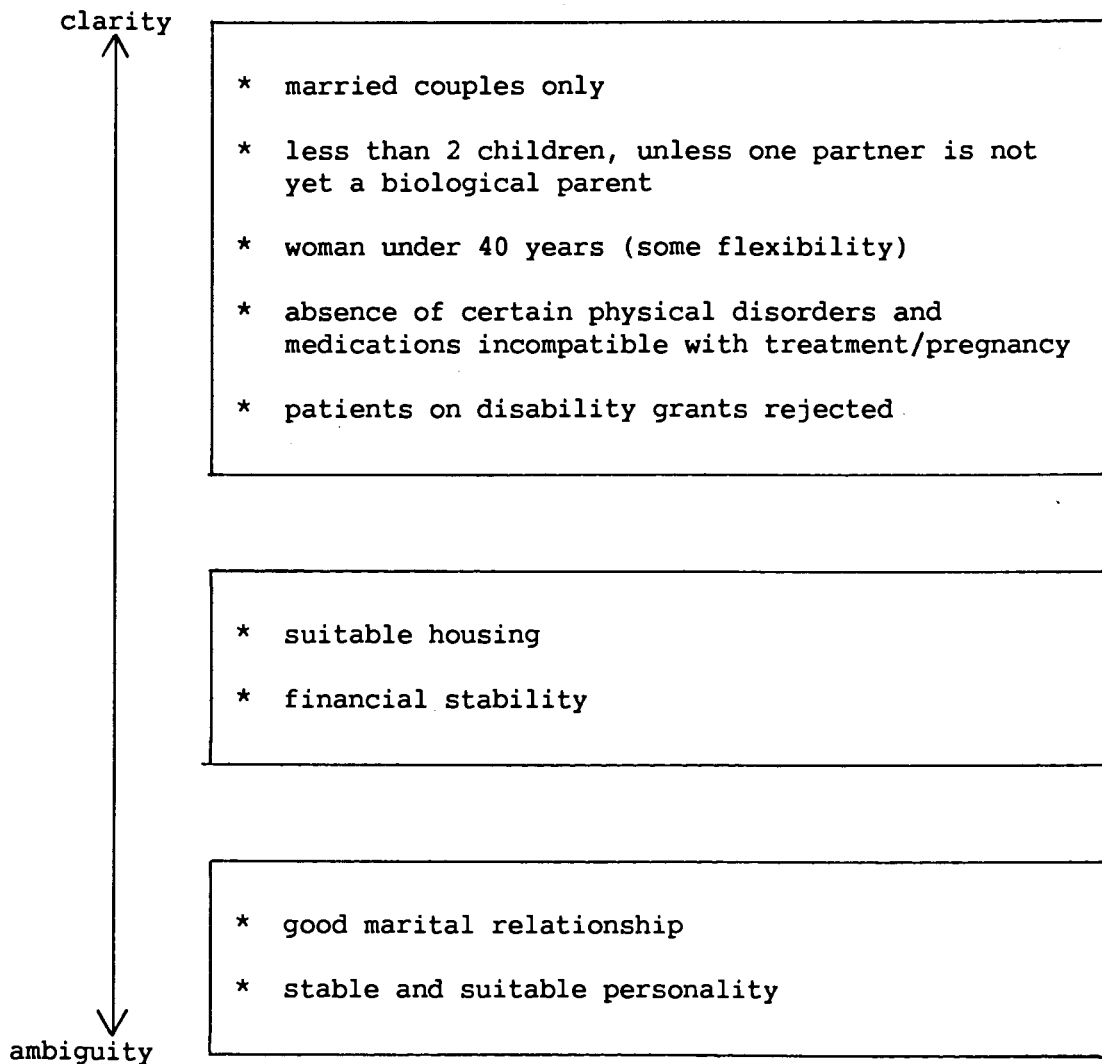 clarity
* married couples only
* less than 2 children, unless one partner is not
yet a biological parent
* woman under 40 years (some flexibility)
* absence of certain physical disorders and
medications incompatible with treatment/pregnancy
* patients on disability grants rejected
* suitable housing
* financial stability
* good marital relationship
* stable and suitable personality
ambiguity